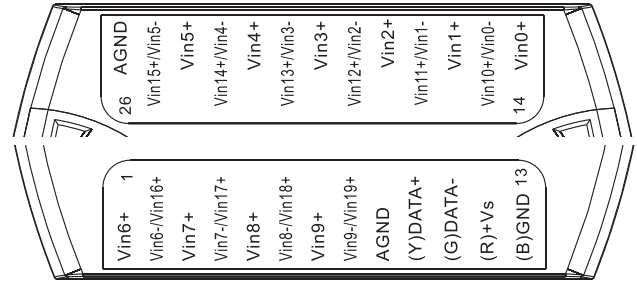 AGND
Vin15+/Vin5-
Vin5+
Vin14+/Vin4-
Vin4+
Vin13+/Vin3-
Vin3+
Vin12+/Vin2-
Vin2+
Vin11+/Vin1-
Vin1+
Vin10+/Vin0-
Vin0+
26
14
1
13
Vin6+
Vin6-/Vin16+
Vin7+
Vin7-/Vin17+
Vin8+
Vin8-/Vin18+
Vin9+
Vin9-/Vin19+
AGND
(Y)DATA+
(G)DATA-
(R)+Vs
(B)GND